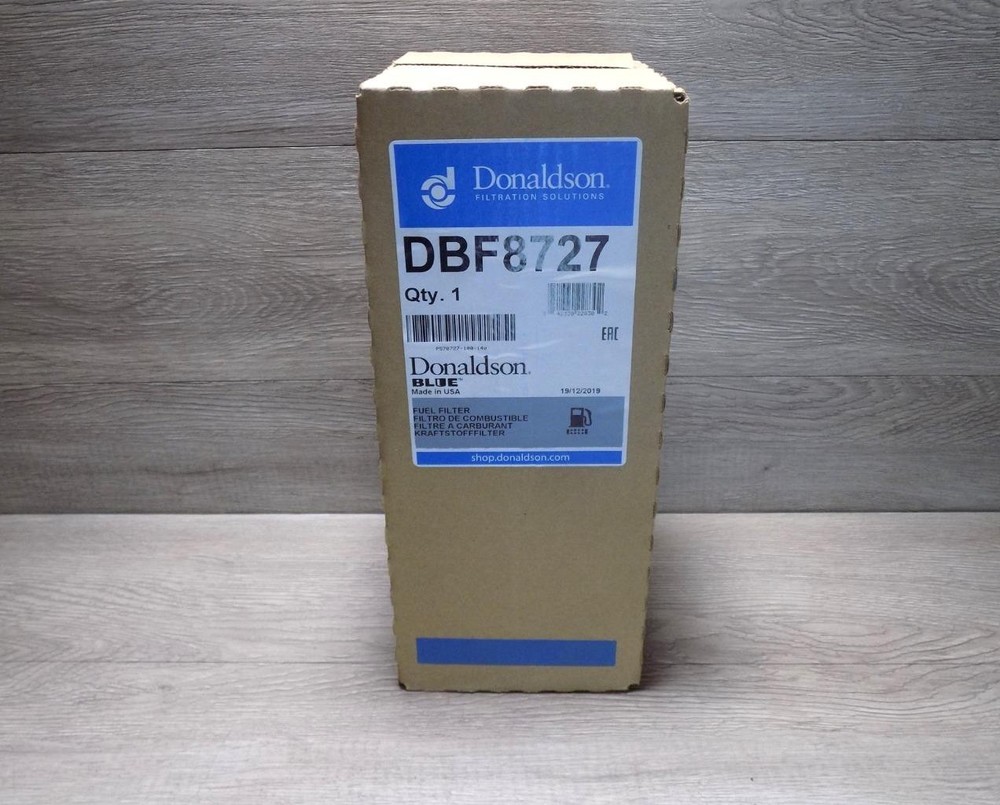 Donaldson.
FILTRATION SOLUTIONS
DBF8727
Qty. 1
EAC
Donaldson.
BLUE™
Made in USA
19/12/2019
FUEL FILTER
FILTRO DE COMBUSTIBLE
FILTRE A CARBURANT
KRAFTSTOFFFILTER
shop.donaldson.com